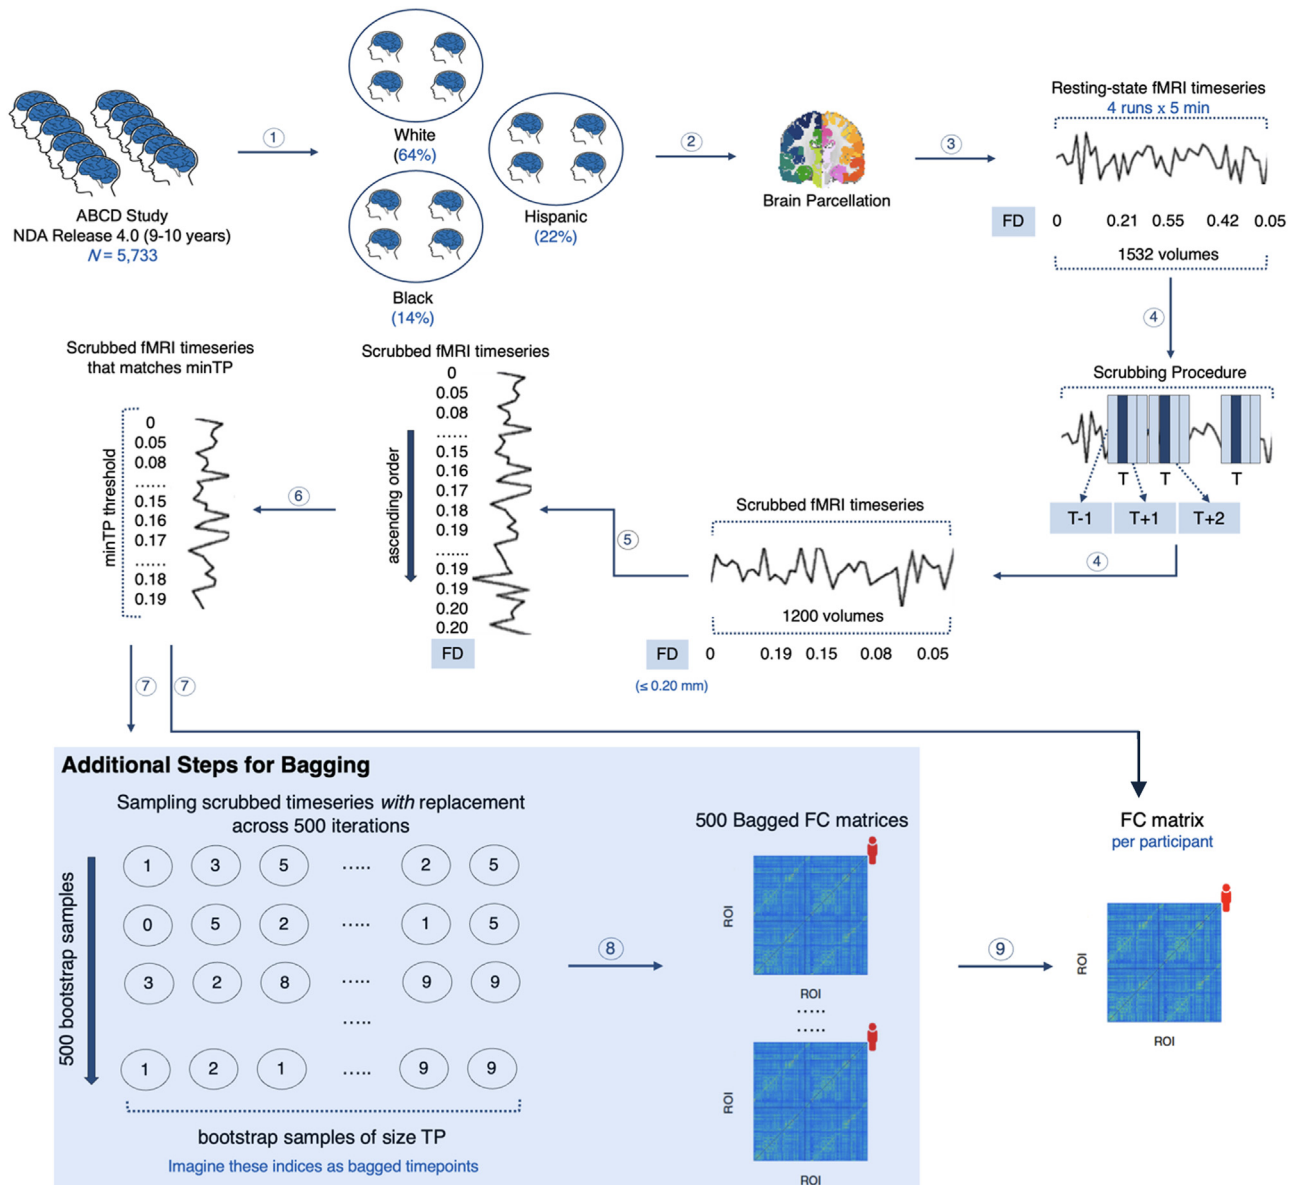 ABCD Study
NDA Release 4.0 (9-10 years)
N = 5,733
1
White
(64%)
Hispanic
(22%)
Black
(14%)
2
Brain Parcellation
3
Resting-state fMRI timeseries
4 runs x 5 min
FD 0 0.21 0.55 0.42 0.05
1532 volumes
4
Scrubbing Procedure
T T T
T-1 T+1 T+2
4
Scrubbed fMRI timeseries
1200 volumes
FD 0 0.19 0.15 0.08 0.05
(≤ 0.20 mm)
5
Scrubbed fMRI timeseries
ascending order
0
0.05
0.08
......
0.15
0.16
0.17
0.18
0.19
.......
0.19
0.19
0.20
0.20
FD
6
Scrubbed fMRI timeseries
that matches minTP
minTP threshold
0
0.05
0.08
......
0.15
0.16
0.17
......
0.18
0.19
7 7
Additional Steps for Bagging
Sampling scrubbed timeseries with replacement
across 500 iterations
500 bootstrap samples
1 3 5 ..... 2 5
0 5 2 ..... 1 5
3 2 8 ..... 9 9
.....
1 2 1 ..... 9 9
bootstrap samples of size TP
Imagine these indices as bagged timepoints
8
500 Bagged FC matrices
ROI
ROI
.....
.....
ROI
ROI
9
FC matrix
per participant
ROI
ROI